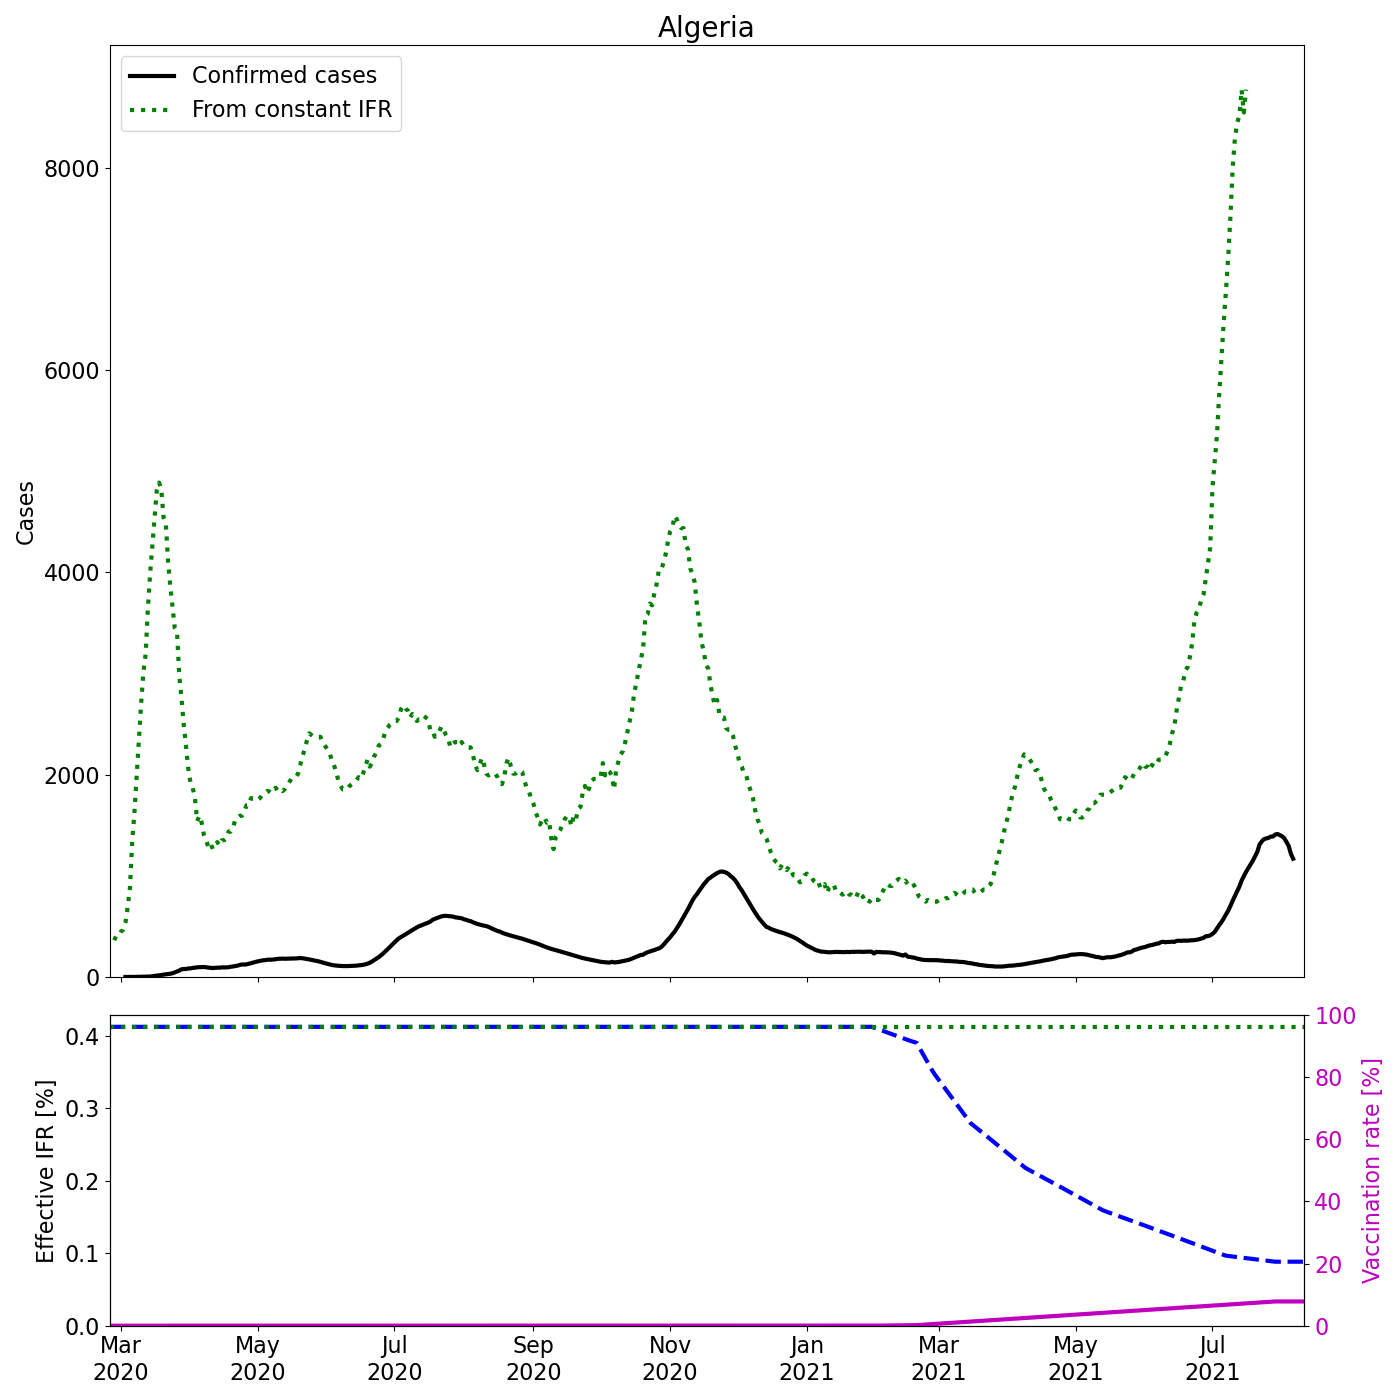 Algeria
Confirmed cases
From constant IFR
8000
6000
4000
2000
0
Cases
0.4
0.3
0.2
0.1
0.0
Effective IFR [%]
100
80
60
40
20
0
Vaccination rate [%]
Mar May Jul Sep Nov Jan Mar May Jul
2020 2020 2020 2020 2020 2021 2021 2021 2021